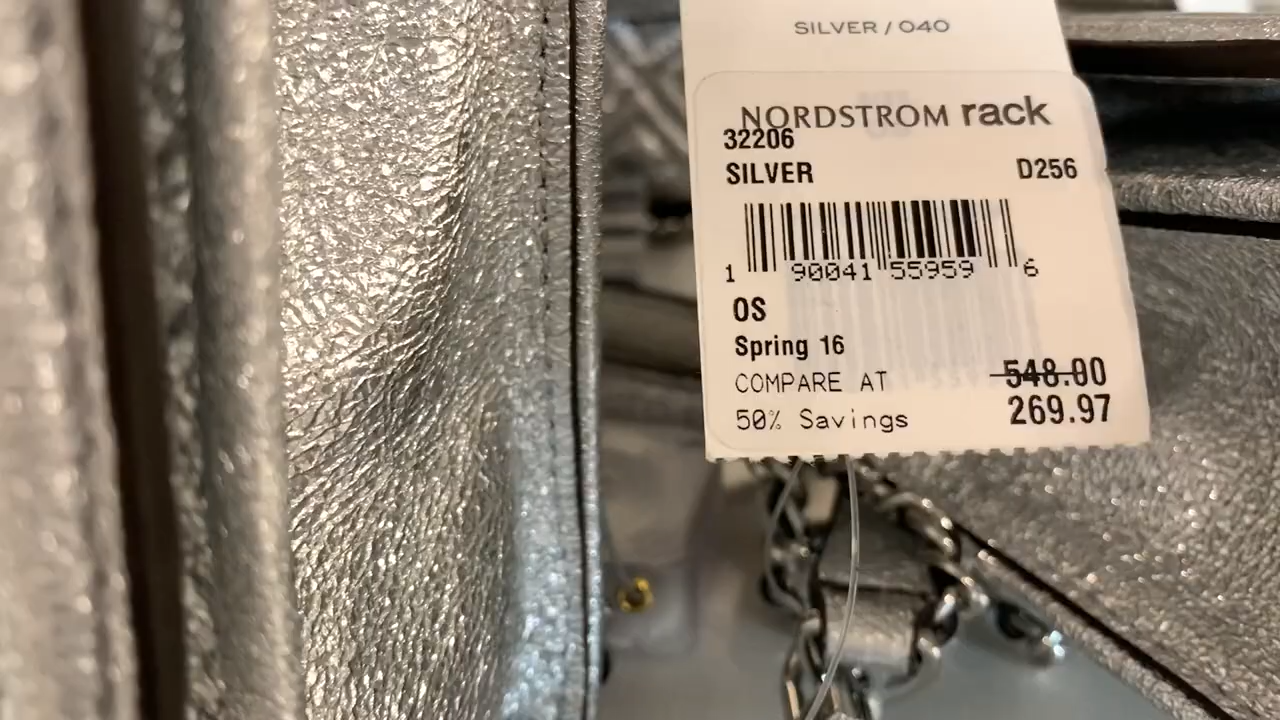 SILVER / 040
NORDSTROM rack
32206
SILVER D256
1 90041 55959 6
OS
Spring 16
COMPARE AT 548.00
50% Savings 269.97